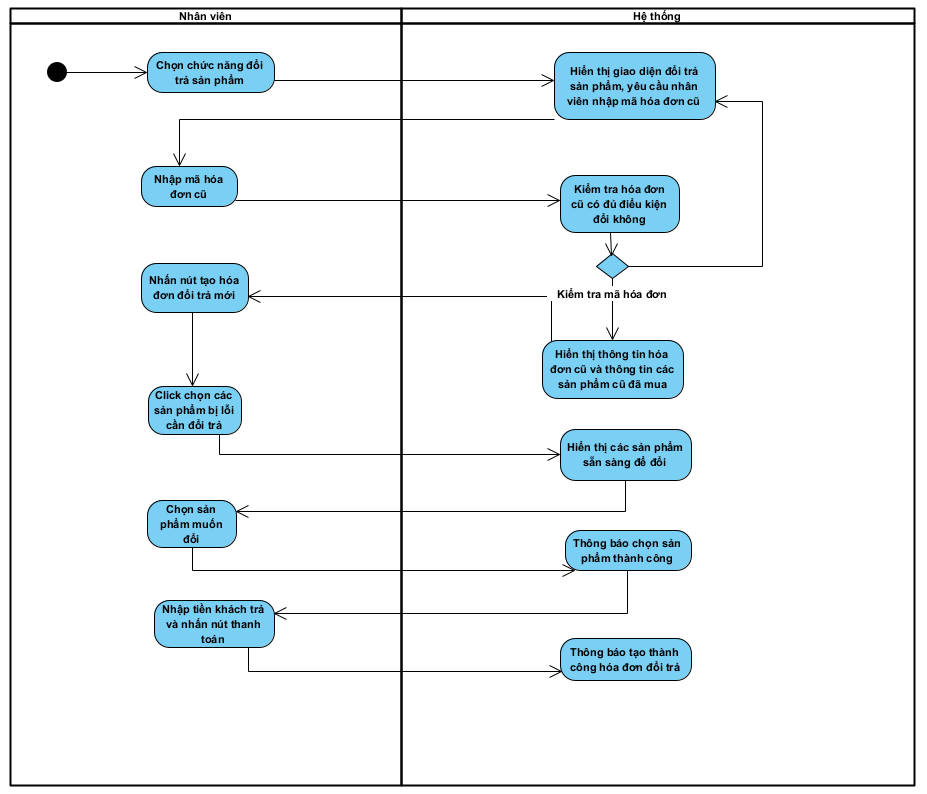 Nhân viên
Hệ thống
Chọn chức năng đổi
trả sản phẩm
Hiển thị giao diện đổi trả
sản phẩm, yêu cầu nhân
viên nhập mã hóa đơn cũ
Nhập mã hóa
đơn cũ
Kiểm tra hóa đơn
cũ có đủ điều kiện
đổi không
Nhấn nút tạo hóa
đơn đổi trả mới
Kiểm tra mã hóa đơn
Hiển thị thông tin hóa
đơn cũ và thông tin các
sản phẩm cũ đã mua
Click chọn các
sản phẩm bị lỗi
cần đổi trả
Hiển thị các sản phẩm
sẵn sàng để đổi
Chọn sản
phẩm muốn
đổi
Thông báo chọn sản
phẩm thành công
Nhập tiền khách trả
và nhấn nút thanh
toán
Thông báo tạo thành
công hóa đơn đổi trả